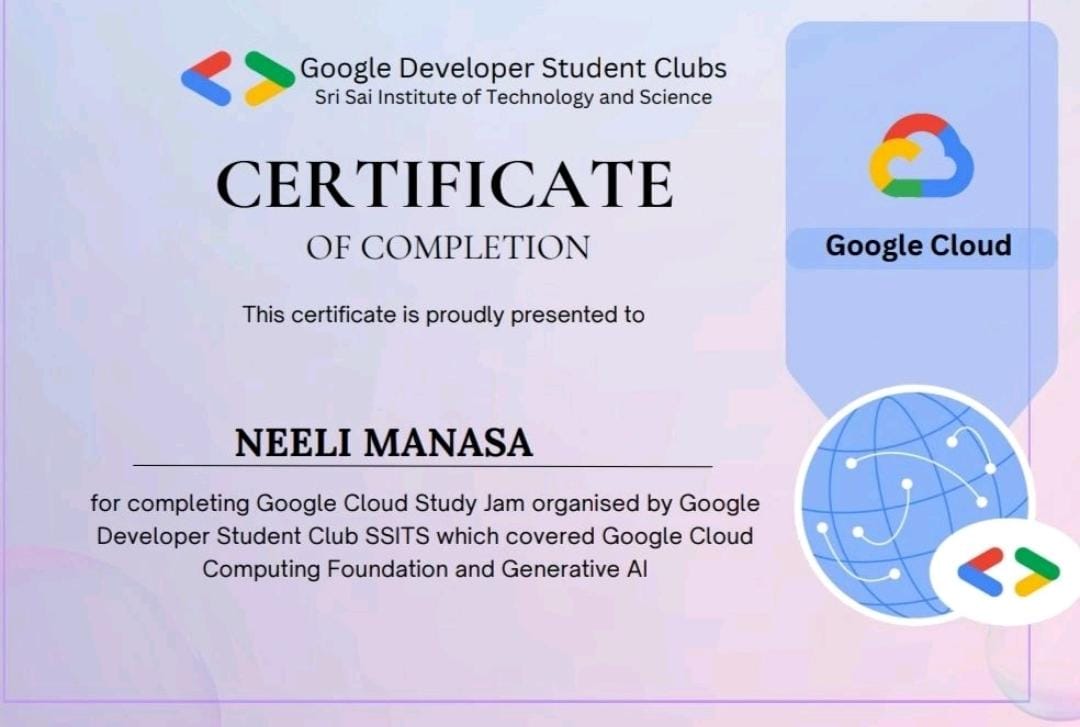 Google Developer Student Clubs
Sri Sai Institute of Technology and Science
CERTIFICATE
OF COMPLETION
This certificate is proudly presented to
NEELI MANASA
for completing Google Cloud Study Jam organised by Google
Developer Student Club SSITS which covered Google Cloud
Computing Foundation and Generative AI
Google Cloud